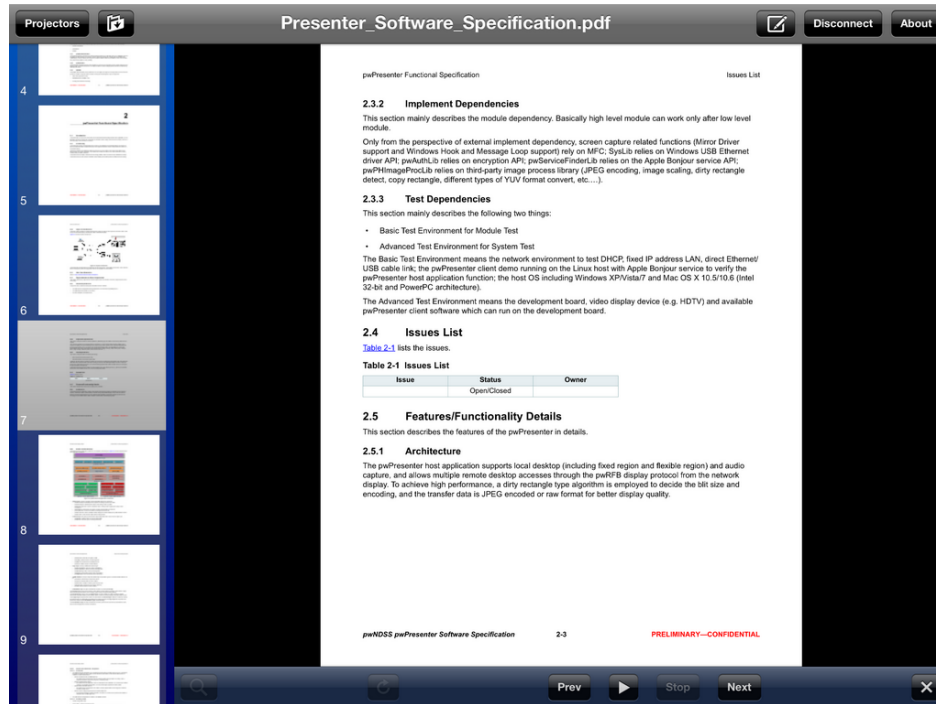 Projectors
Presenter_Software_Specification.pdf
Disconnect
About
4
2
5
6
7
8
9
pwPresenter Functional Specification
Issues List
2.3.2 Implement Dependencies
This section mainly describes the module dependency. Basically high level module can work only after low level
module.
Only from the perspective of external implement dependency, screen capture related functions (Mirror Driver
support and Windows Hook and Message Loop support) rely on MFC; SysLib relies on Windows USB Ethernet
driver API; pwAuthLib relies on encryption API; pwServiceFinderLib relies on the Apple Bonjour service API;
pwPHImageProcLib relies on third-party image process library (JPEG encoding, image scaling, dirty rectangle
detect, copy rectangle, different types of YUV format convert, etc....).
2.3.3 Test Dependencies
This section mainly describes the following two things:
• Basic Test Environment for Module Test
• Advanced Test Environment for System Test
The Basic Test Environment means the network environment to test DHCP, fixed IP address LAN, direct Ethernet/
USB cable link; the pwPresenter client demo running on the Linux host with Apple Bonjour service to verify the
pwPresenter host application function; the host OS including Windows XP/Vista/7 and Mac OS X 10.5/10.6 (Intel
32-bit and PowerPC architecture).
The Advanced Test Environment means the development board, video display device (e.g. HDTV) and available
pwPresenter client software which can run on the development board.
2.4 Issues List
Table 2-1 lists the issues.
Table 2-1 Issues List
Issue Status Owner
Open/Closed
2.5 Features/Functionality Details
This section describes the features of the pwPresenter in details.
2.5.1 Architecture
The pwPresenter host application supports local desktop (including fixed region and flexible region) and audio
capture, and allows multiple remote desktop accesses through the pwRFB display protocol from the network
display. To achieve high performance, a dirty rectangle type algorithm is employed to decide the blit size and
encoding, and the transfer data is JPEG encoded or raw format for better display quality.
pwNDSS pwPresenter Software Specification 2-3 PRELIMINARY—CONFIDENTIAL
Prev
Stop
Next